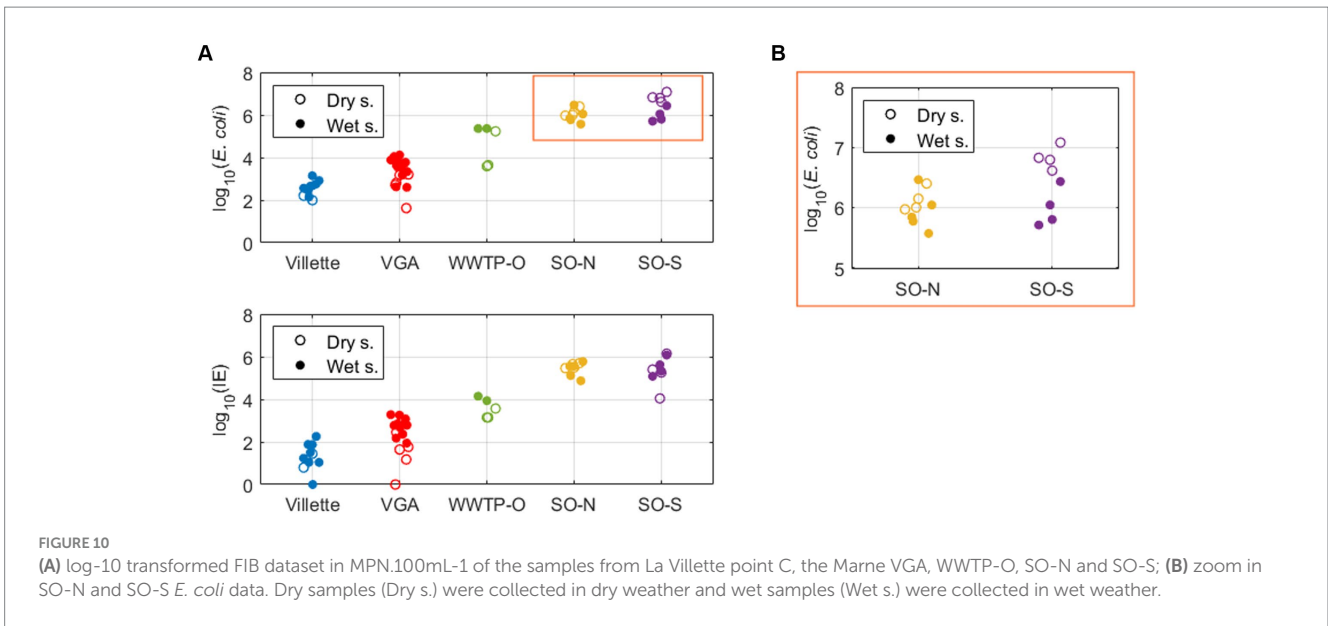 A
B
8
6
4
2
0
log10(E. coli)
Dry s.
Wet s.
Villette VGA WWTP-O SO-N SO-S
8
7
6
5
log10(E. coli)
Dry s.
Wet s.
SO-N SO-S
8
6
4
2
0
log10(IE)
Dry s.
Wet s.
Villette VGA WWTP-O SO-N SO-S
FIGURE 10
(A) log-10 transformed FIB dataset in MPN.100mL-1 of the samples from La Villette point C, the Marne VGA, WWTP-O, SO-N and SO-S; (B) zoom in
SO-N and SO-S E. coli data. Dry samples (Dry s.) were collected in dry weather and wet samples (Wet s.) were collected in wet weather.